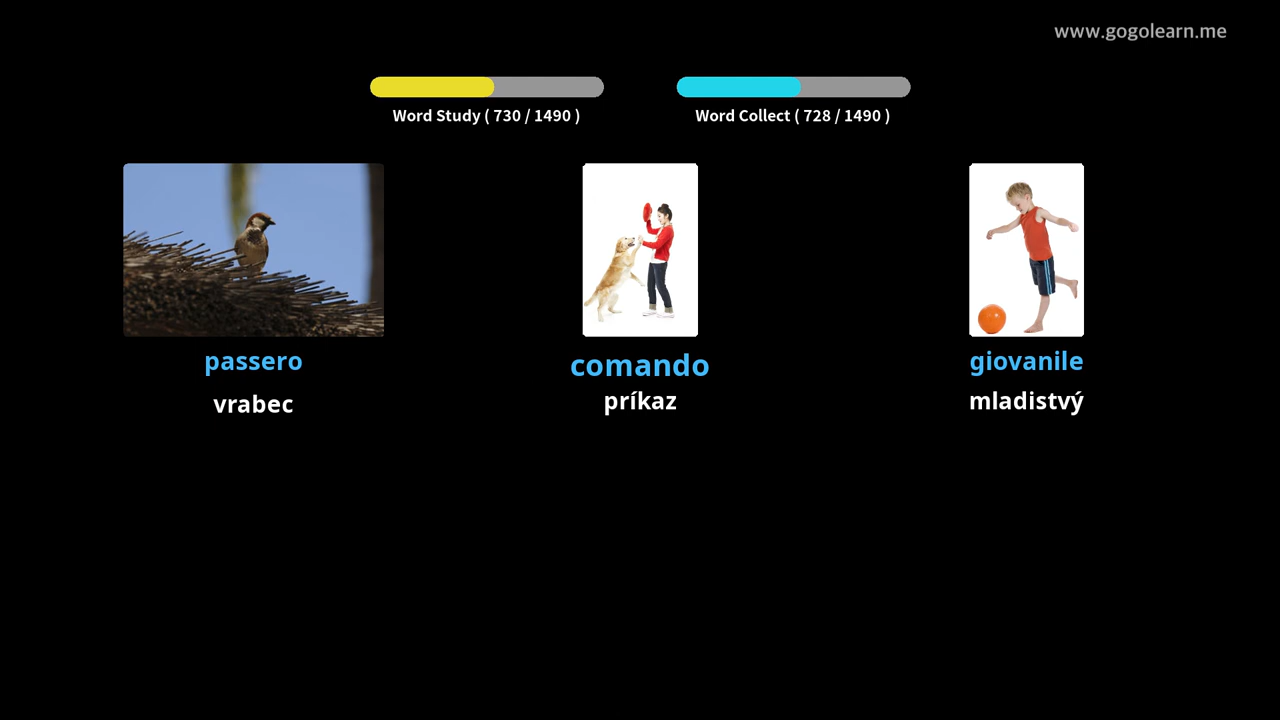 www.gogolearn.me
Word Study ( 730 / 1490 )
Word Collect ( 728 / 1490 )
passero
vrabec
comando
príkaz
giovanile
mladistvý